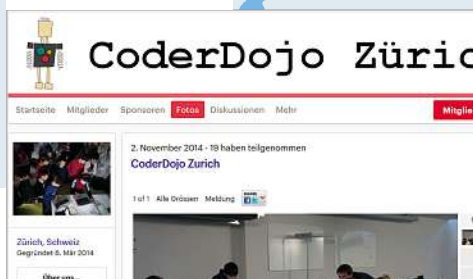 CoderDojo Züric
Startseite Mitglieder Sponsoren Fotos Diskussionen Mehr
Mitglie
2. November 2014 · 19 haben teilgenommen
CoderDojo Zurich
1 of 1 Alle Grössen Meldung
Zürich, Schweiz
Gegründet 8. Mär 2014
Über uns...